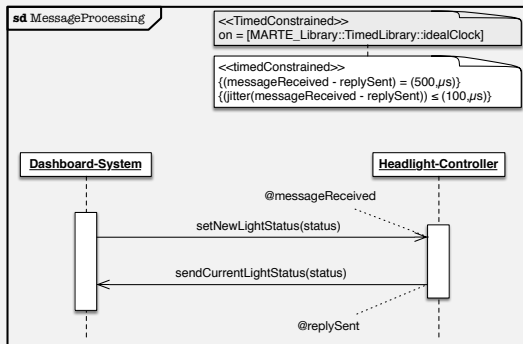 sd MessageProcessing
<<TimedConstrained>>
on = [MARTE_Library::TimedLibrary::idealClock]
<<timedConstrained>>
{(messageReceived - replySent) = (500,µs)}
{(jitter(messageReceived - replySent)) ≤ (100,µs)}
Dashboard-System
Headlight-Controller
@messageReceived
setNewLightStatus(status)
sendCurrentLightStatus(status)
@replySent